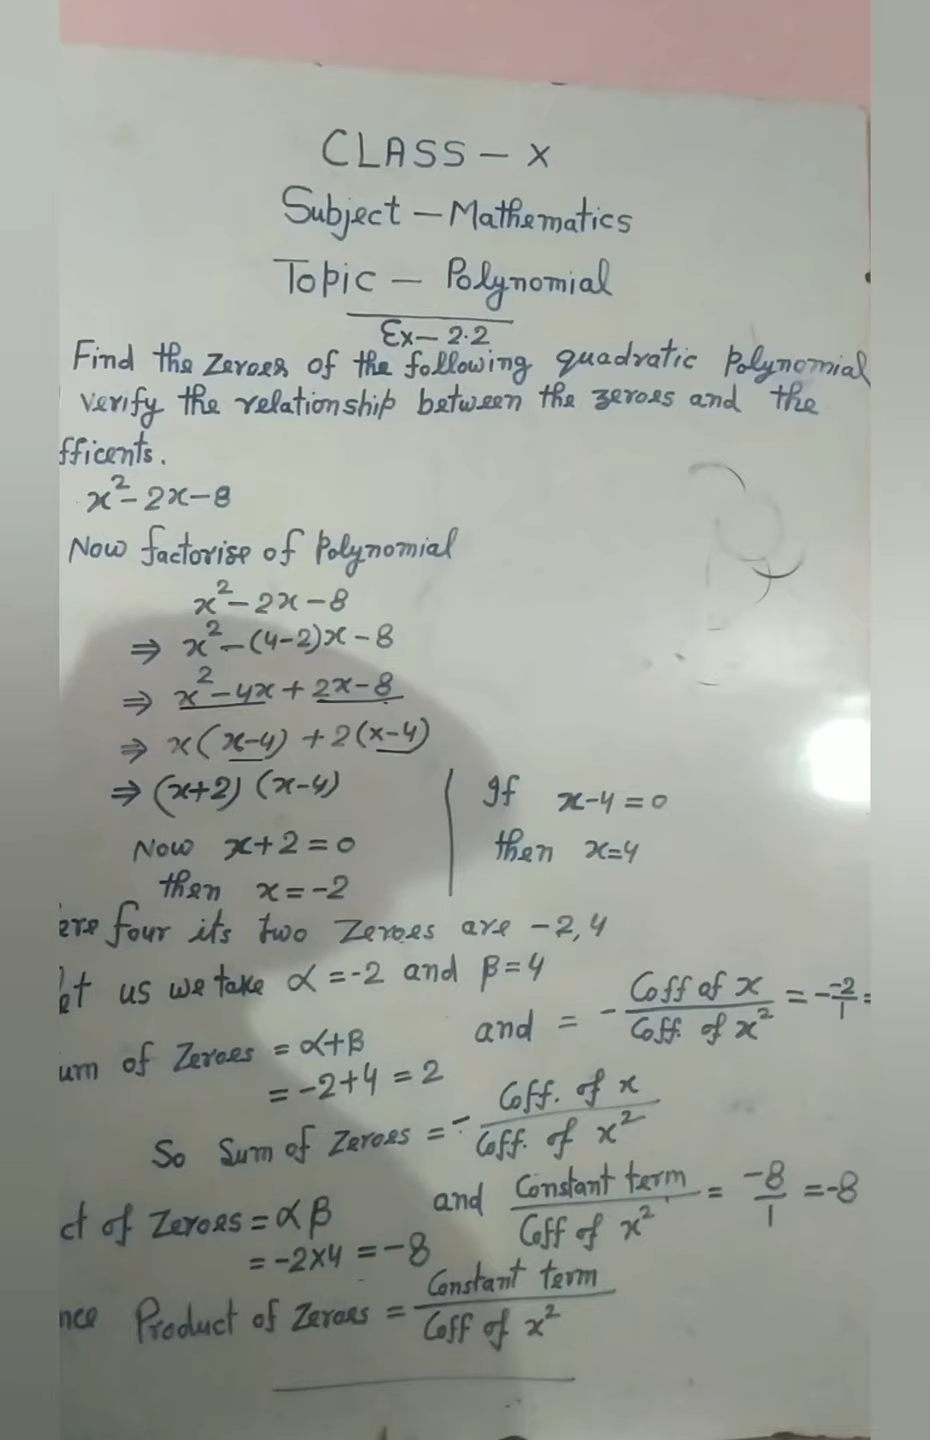 CLASS - X
Subject - Mathematics
Topic - Polynomial
Ex- 2.2
Find the Zeroes of the following quadratic Polynomial
verify the relationship between the zeroes and the
fficents.
x² - 2x - 8
Now factorise of Polynomial
x² - 2x - 8
⇒ x² - (4-2)x - 8
⇒ x² - 4x + 2x - 8
⇒ x(x-4) + 2(x-4)
⇒ (x+2) (x-4)
Now x+2=0
then x=-2
If x-4=0
then x=4
ere four its two Zeroes are -2,4
et us we take α=-2 and β=4
um of Zeroes = α+β
= -2+4 = 2
and = - Coff of x / Coff. of x² = - -2/1 =
So Sum of Zeroes = - Coff. of x / Coff. of x²
ct of Zeroes = αβ
= -2×4 = -8
and Constant term / Coff of x² = -8/1 = -8
nce Product of Zeroes = Constant term / Coff of x²